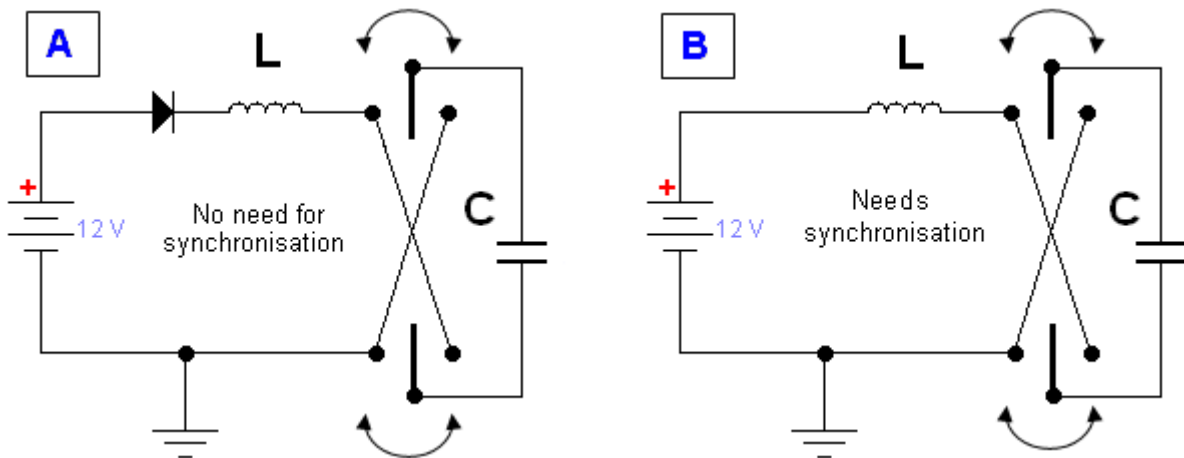 A
L
+
12 V
No need for
synchronisation
C
B
L
+
12 V
Needs
synchronisation
C